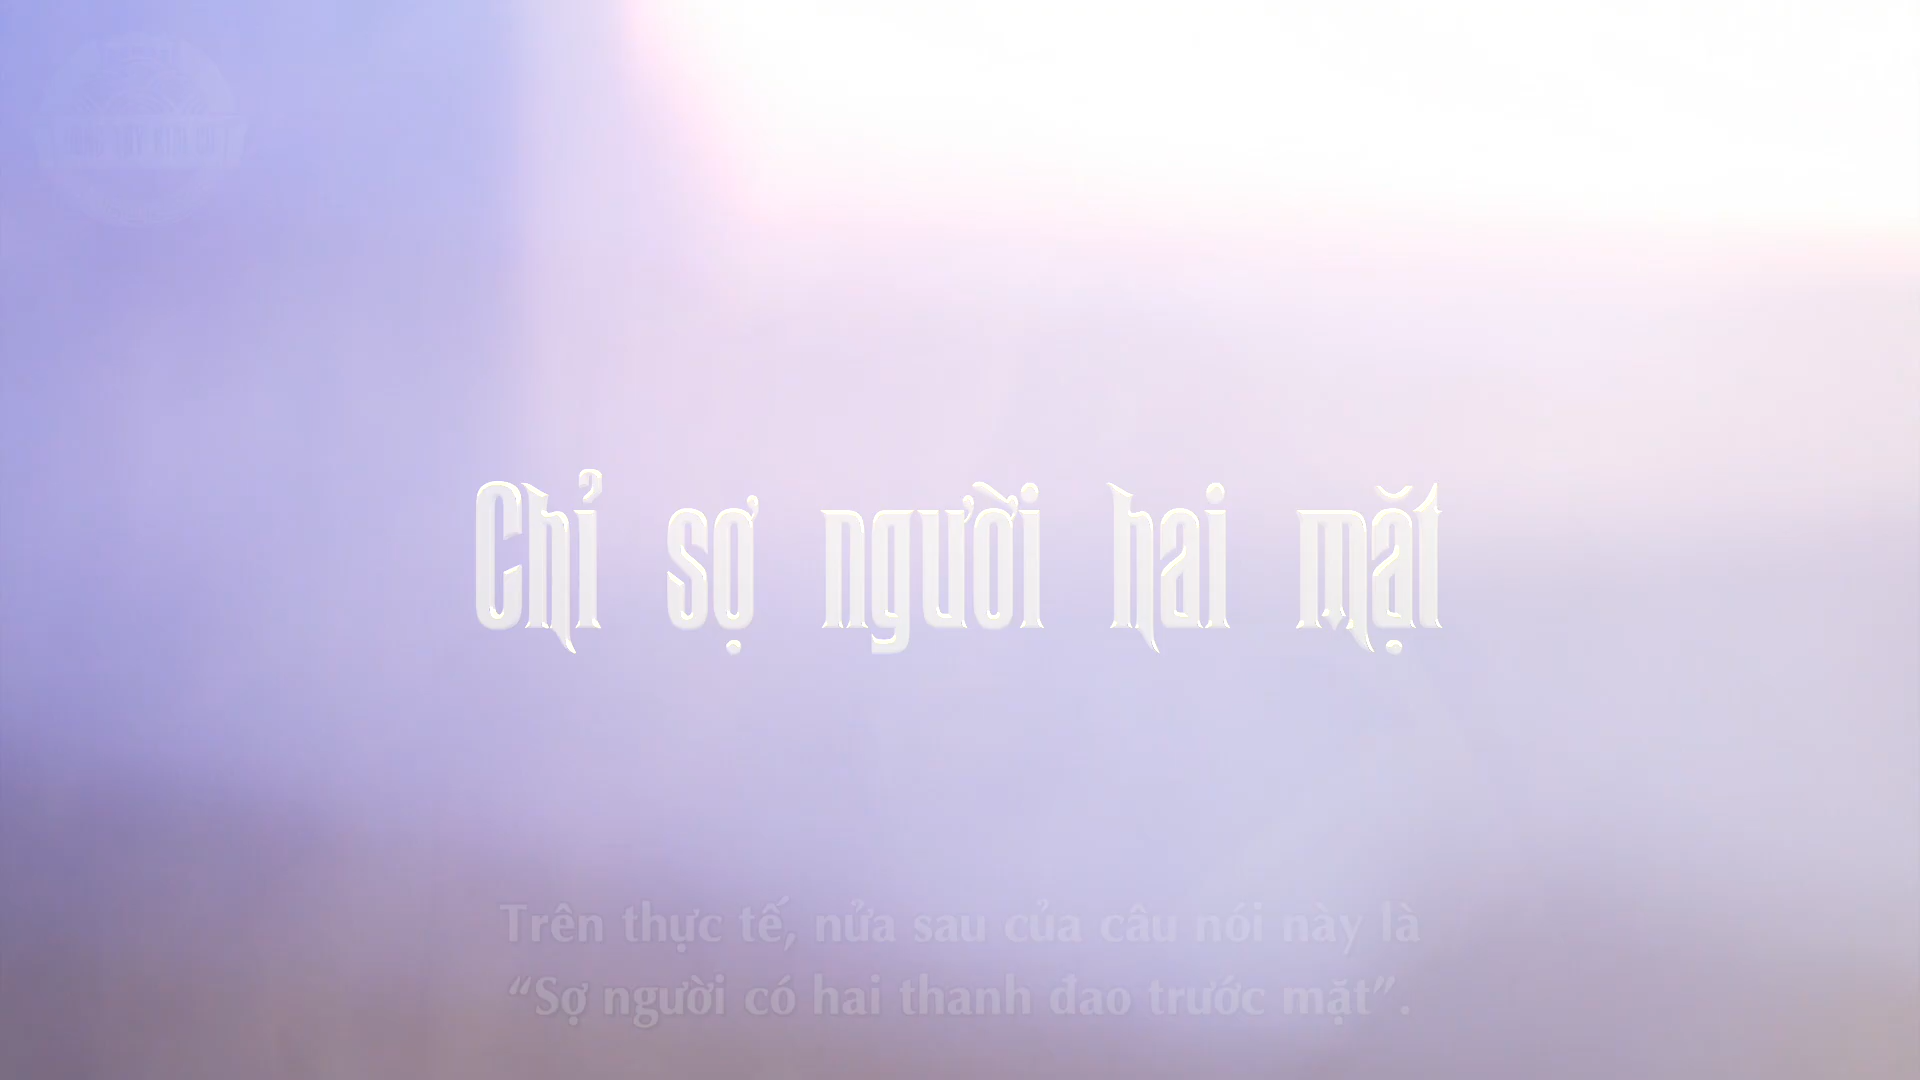 Chỉ sợ người hai mặt
Trên thực tế, nửa sau của câu nói này là
“Sợ người có hai thanh đao trước mặt”.